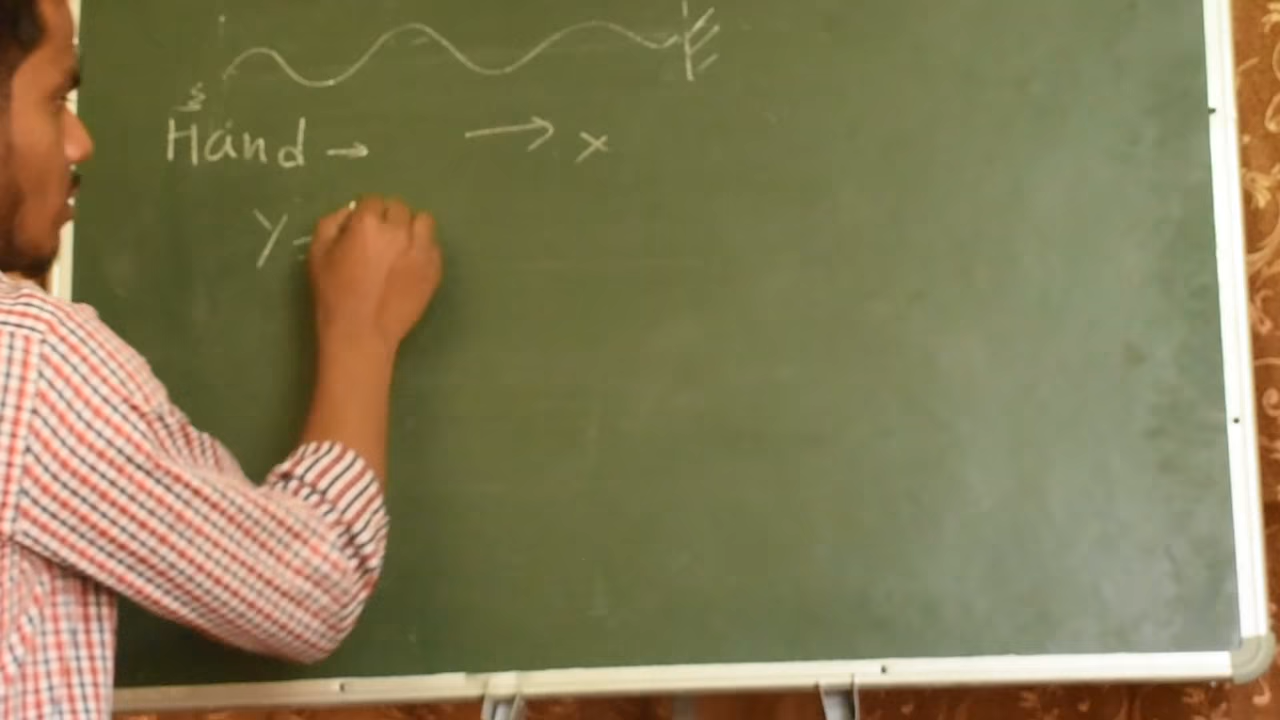 Hand → → x
y =